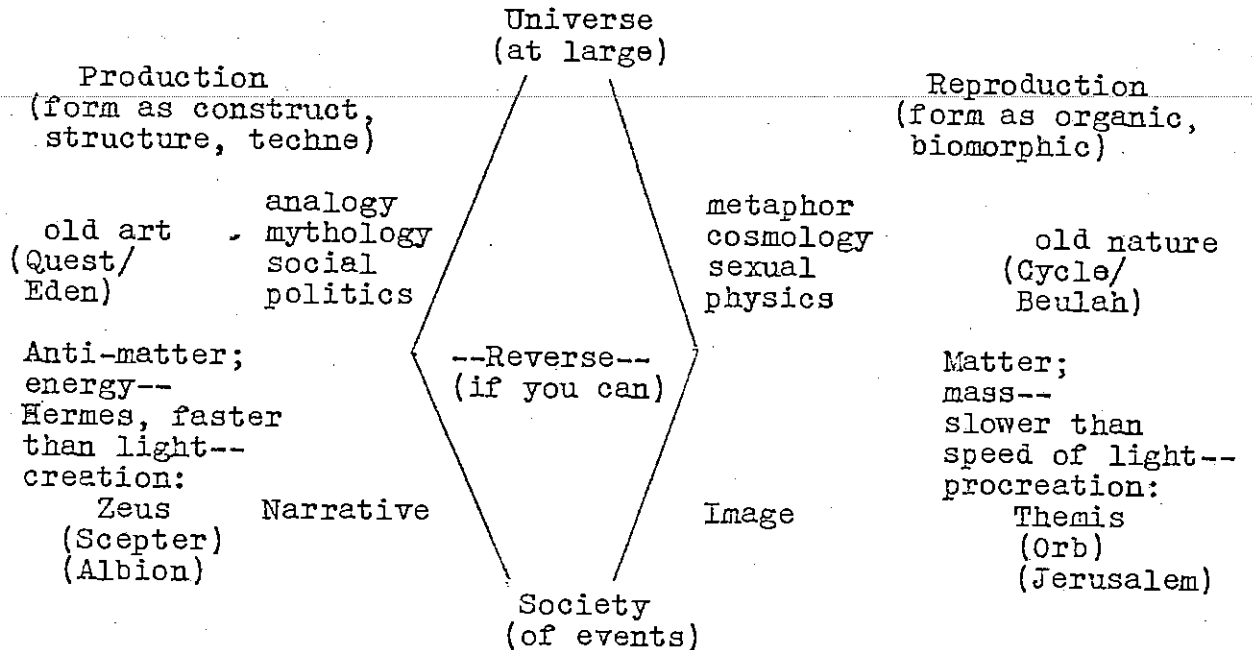 Universe
(at large)
Production
(form as construct,
structure, techne)
Reproduction
(form as organic,
biomorphic)
old art
(Quest/
Eden)
analogy
mythology
social
politics
metaphor
cosmology
sexual
physics
old nature
(Cycle/
Beulah)
Anti-matter;
energy--
Hermes, faster
than light--
creation:
Zeus
(Scepter)
(Albion)
Narrative
--Reverse--
(if you can)
Image
Matter;
mass--
slower than
speed of light--
procreation:
Themis
(Orb)
(Jerusalem)
Society
(of events)